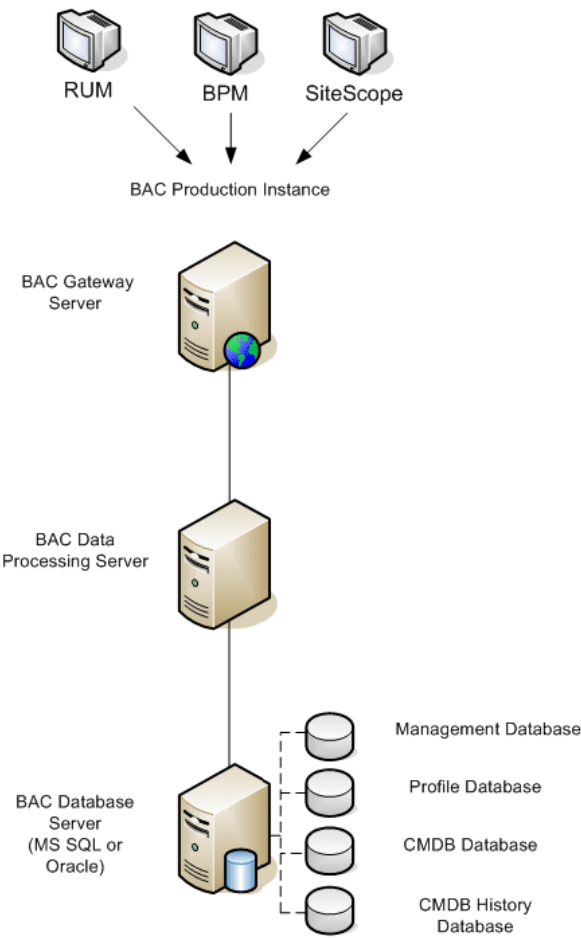 RUM
BPM
SiteScope
BAC Production Instance
BAC Gateway
Server
BAC Data
Processing Server
BAC Database
Server
(MS SQL or
Oracle)
Management Database
Profile Database
CMDB Database
CMDB History
Database